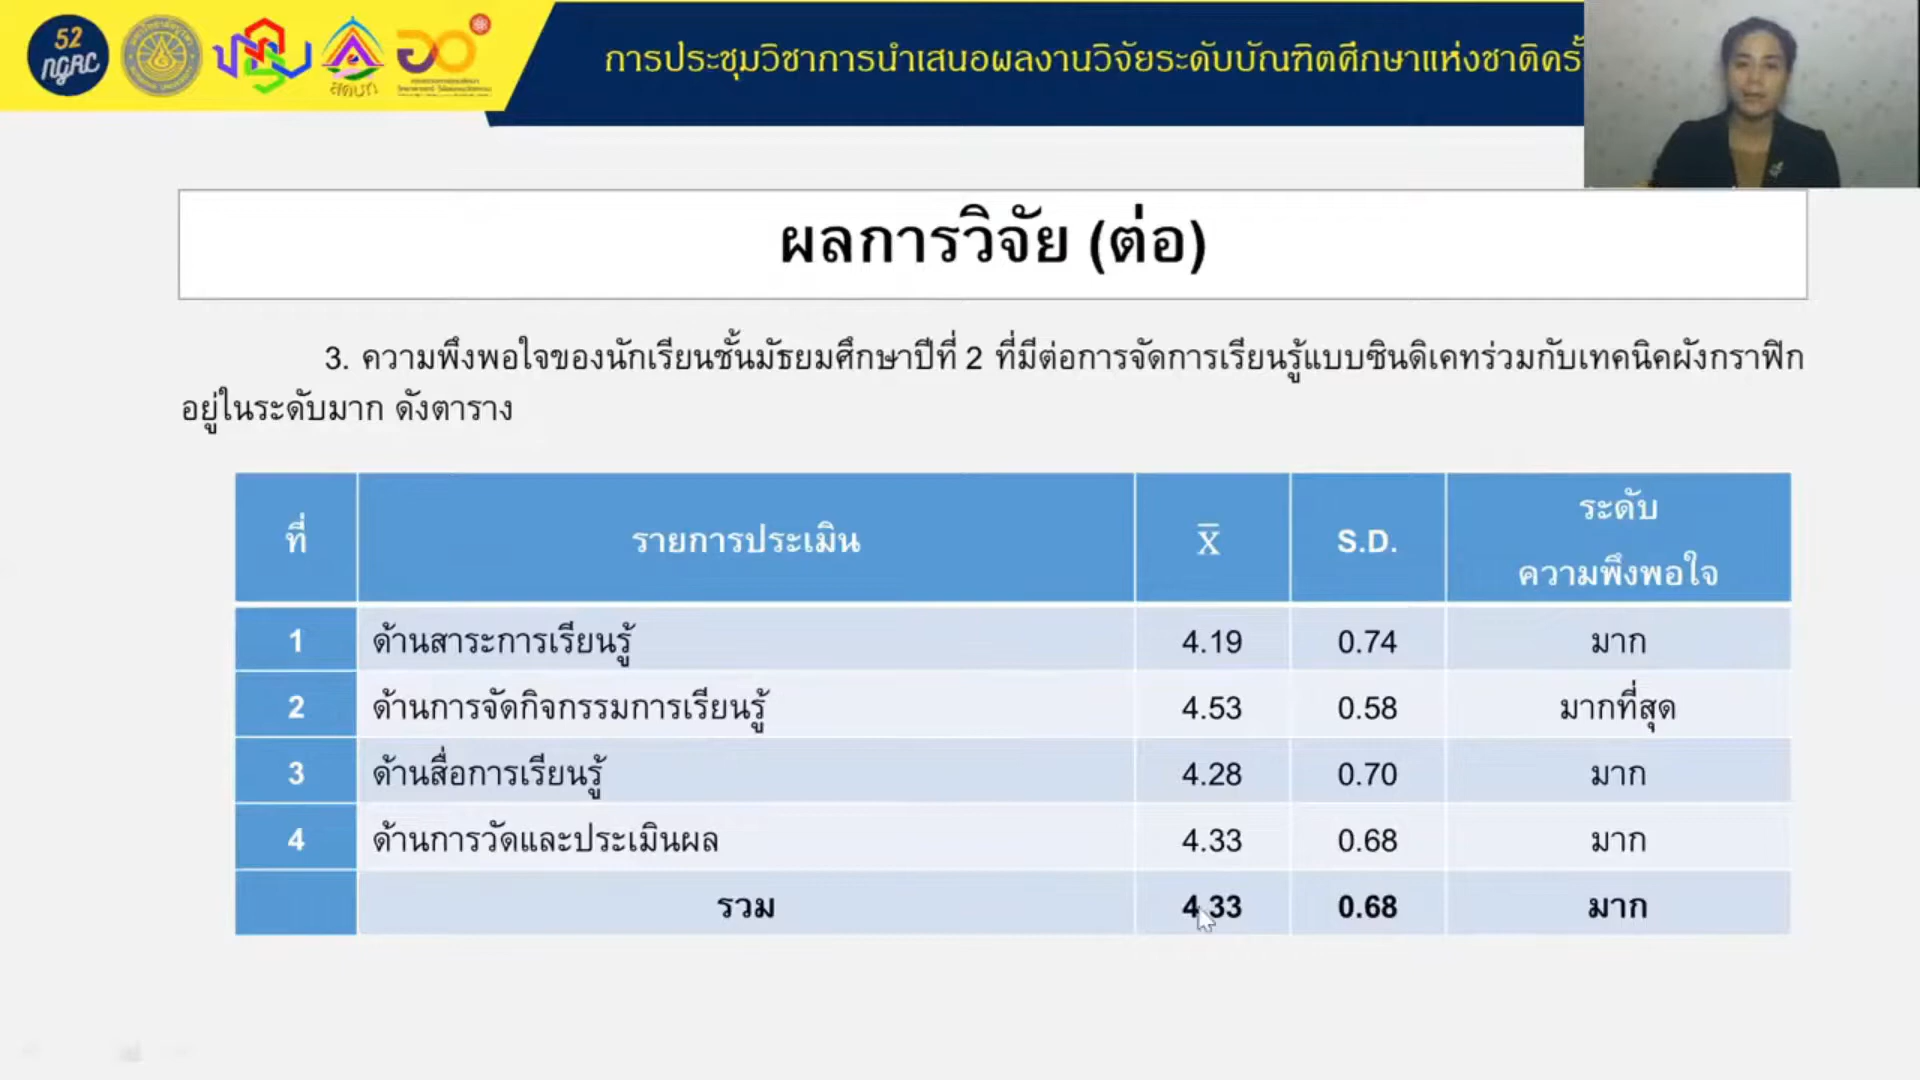 52
NGRC
สคบท
การประชุมวิชาการนำเสนอผลงานวิจัยระดับบัณฑิตศึกษาแห่งชาติครั้
ผลการวิจัย (ต่อ)
3. ความพึงพอใจของนักเรียนชั้นมัธยมศึกษาปีที่ 2 ที่มีต่อการจัดการเรียนรู้แบบซินดิเคทร่วมกับเทคนิคผังกราฟิก
อยู่ในระดับมาก ดังตาราง
ที่ รายการประเมิน x̅ S.D. ระดับ
ความพึงพอใจ
1 ด้านสาระการเรียนรู้ 4.19 0.74 มาก
2 ด้านการจัดกิจกรรมการเรียนรู้ 4.53 0.58 มากที่สุด
3 ด้านสื่อการเรียนรู้ 4.28 0.70 มาก
4 ด้านการวัดและประเมินผล 4.33 0.68 มาก
รวม 4.33 0.68 มาก